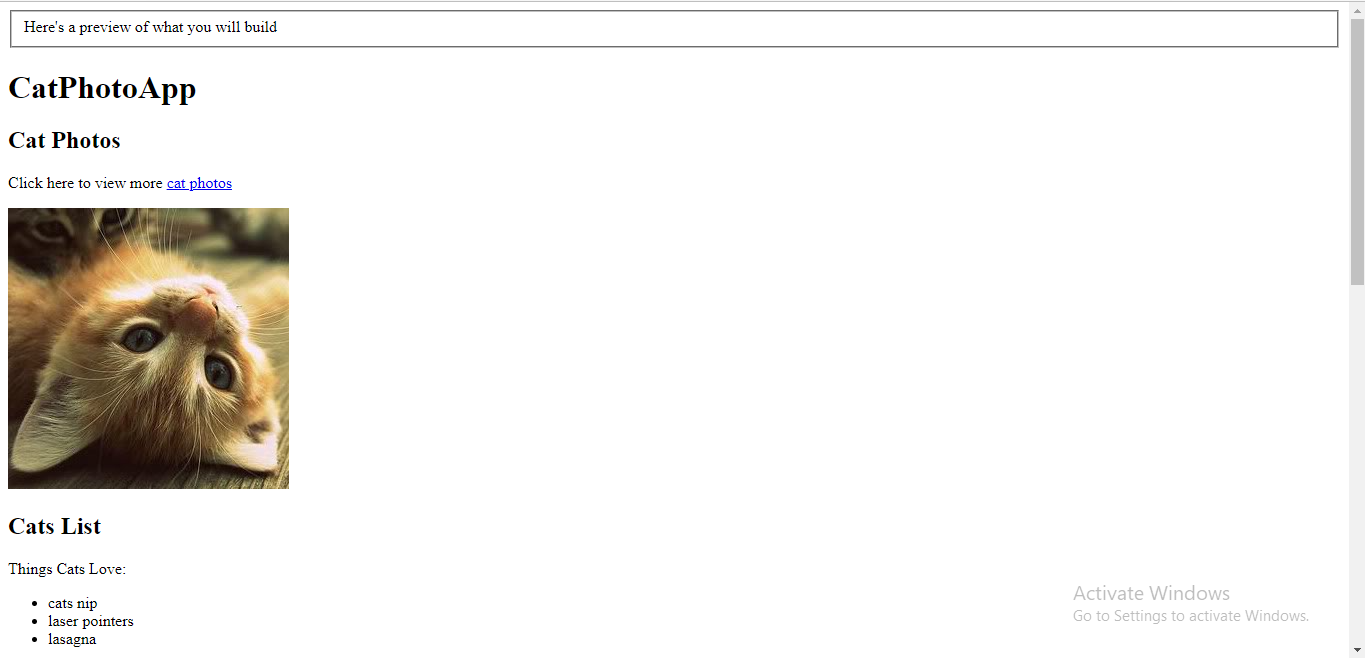 Here's a preview of what you will build
CatPhotoApp
Cat Photos
Click here to view more cat photos
Cats List
Things Cats Love:
cats nip
laser pointers
lasagna
Activate Windows
Go to Settings to activate Windows.